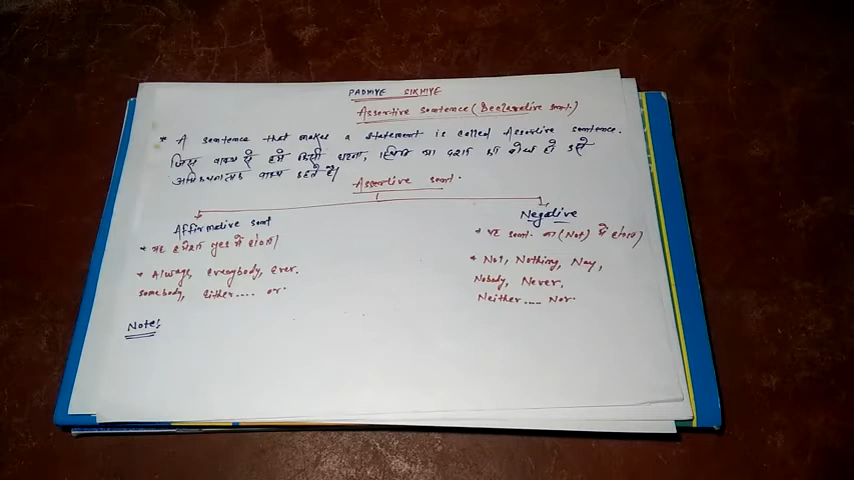 PADHIYE SIKHIYE
Assertive sentence (Declarative sent.)
* A sentence that makes a statement is called Assertive sentence.
जिस वाक्य से हमें किसी घटना, स्थिति या दशा का बोध हो उसे
अभिकथनात्मक वाक्य कहते हैं।
Assertive sent.
Affirmative sent
Negative
* यह हमेशा yes में होगा।
* यह sent. ना (Not) में होगा)
* Always, everybody, ever.
* Not, Nothing, Nay,
somebody, Either.... or.
Nobody, Never,
Neither.... Nor.
Note: